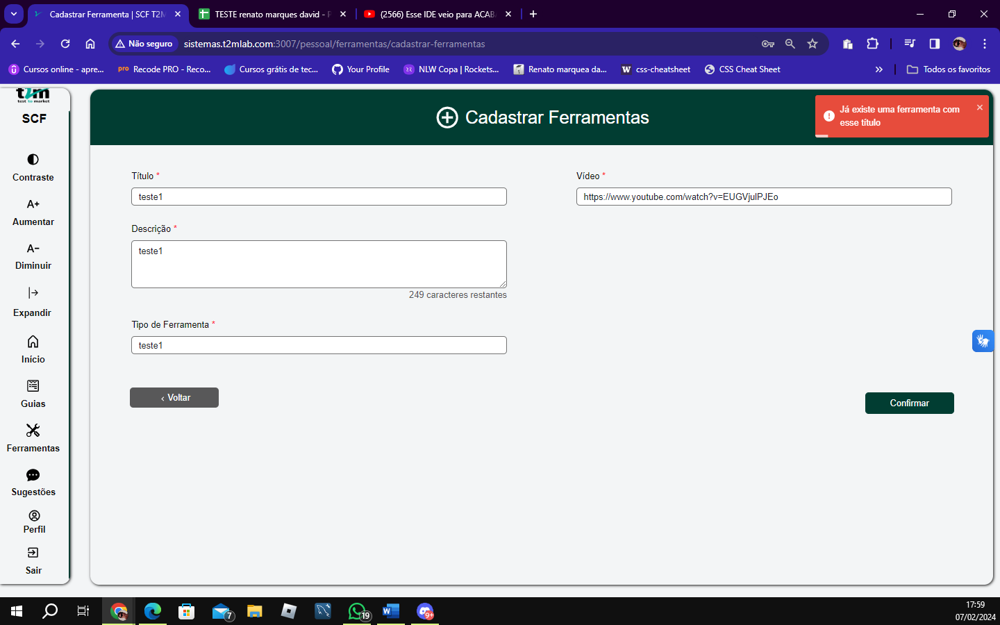 Cadastrar Ferramenta | SCF T2M
TESTE renato marques david - P
(2566) Esse IDE veio para ACABA
Não seguro
sistemas.t2mlab.com:3007/pessoal/ferramentas/cadastrar-ferramentas
Cursos online - apre...
pro Recode PRO - Reco...
Cursos grátis de tec...
Your Profile
NLW Copa | Rockets...
Renato marquea da...
W css-cheatsheet
CSS Cheat Sheet
Todos os favoritos
t2m
test to market
SCF
Contraste
A+
Aumentar
A-
Diminuir
Expandir
Início
Guias
Ferramentas
Sugestões
Perfil
Sair
Cadastrar Ferramentas
Já existe uma ferramenta com
esse título
Título *
teste1
Vídeo *
https://www.youtube.com/watch?v=EUGVjuIPJEo
Descrição *
teste1
249 caracteres restantes
Tipo de Ferramenta *
teste1
‹ Voltar
Confirmar
7
19
W
9+
17:59
07/02/2024